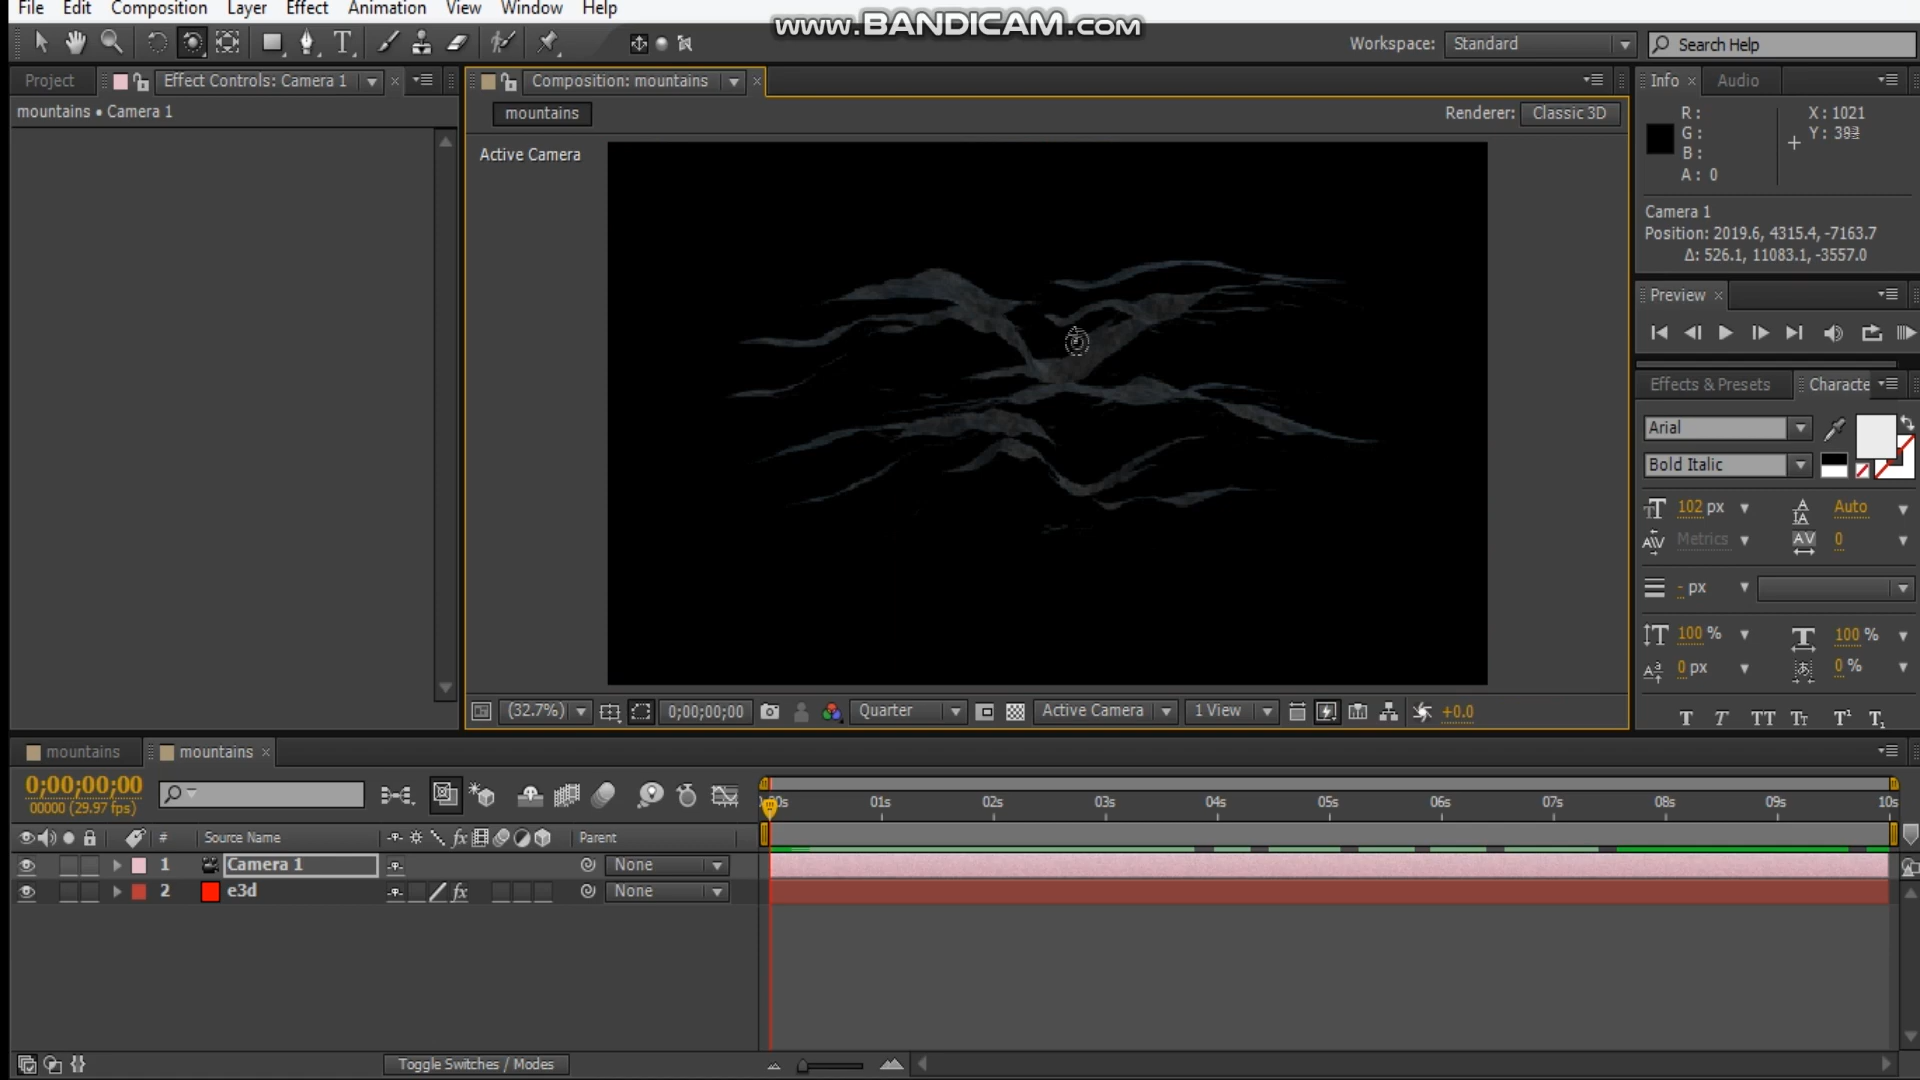 File Edit Composition Layer Effect Animation View Window Help
www.BANDICAM.com
Workspace: Standard
Search Help
Project
Effect Controls: Camera 1
Composition: mountains
Info
Audio
mountains • Camera 1
mountains
Renderer: Classic 3D
Active Camera
R:
G:
B:
A: 0
X: 1021
Camera 1
Position: 2019.6, 4315.4, -7163.7
Δ: 526.1, 11083.1, -3557.0
Preview
Effects & Presets
Characte
Arial
Bold Italic
102 px
Auto
Metrics
0
- px
100 %
100 %
0 px
0 %
T T TT Tt T¹ T₁
(32.7%)
0;00;00;00
Quarter
Active Camera
1 View
+0.0
mountains
mountains
0;00;00;00
00000 (29.97 fps)
01s 02s 03s 04s 05s 06s 07s 08s 09s 10s
# Source Name
fx
Parent
1 Camera 1
None
2 e3d
fx
None
Toggle Switches / Modes